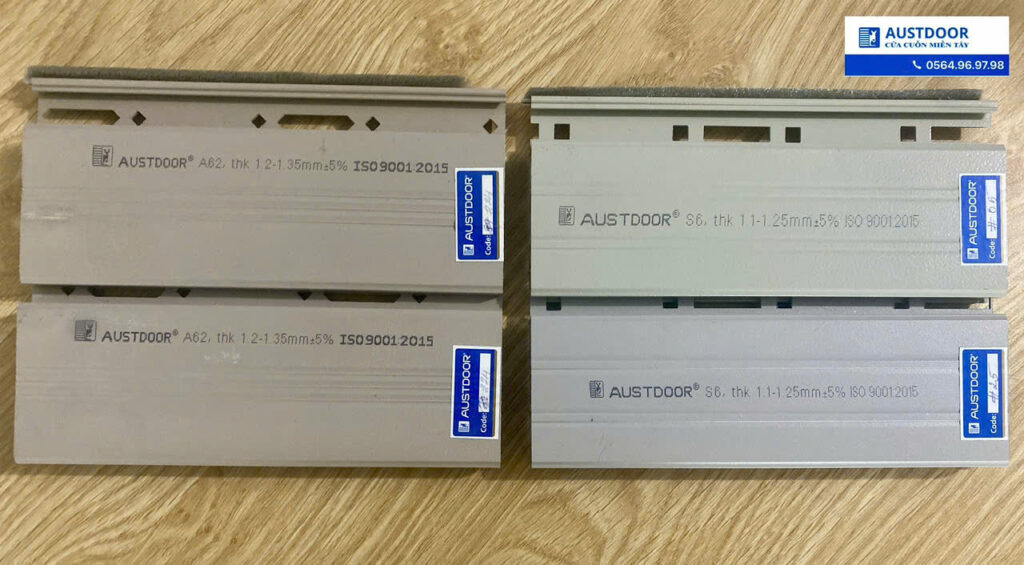 AUSTDOOR
CỬA CUỐN MIỀN TÂY
0564.96.97.98
AUSTDOOR® A62, thk 1.2-1.35mm±5% ISO9001:2015
AUSTDOOR
Code:
AUSTDOOR® S6, thk 1.1-1.25mm±5% ISO 9001:2015
AUSTDOOR
Code: #06
AUSTDOOR® A62, thk 1.2-1.35mm±5% ISO9001:2015
AUSTDOOR
Code:
AUSTDOOR® S6, thk 1.1-1.25mm±5% ISO 9001:2015
AUSTDOOR
Code: #25